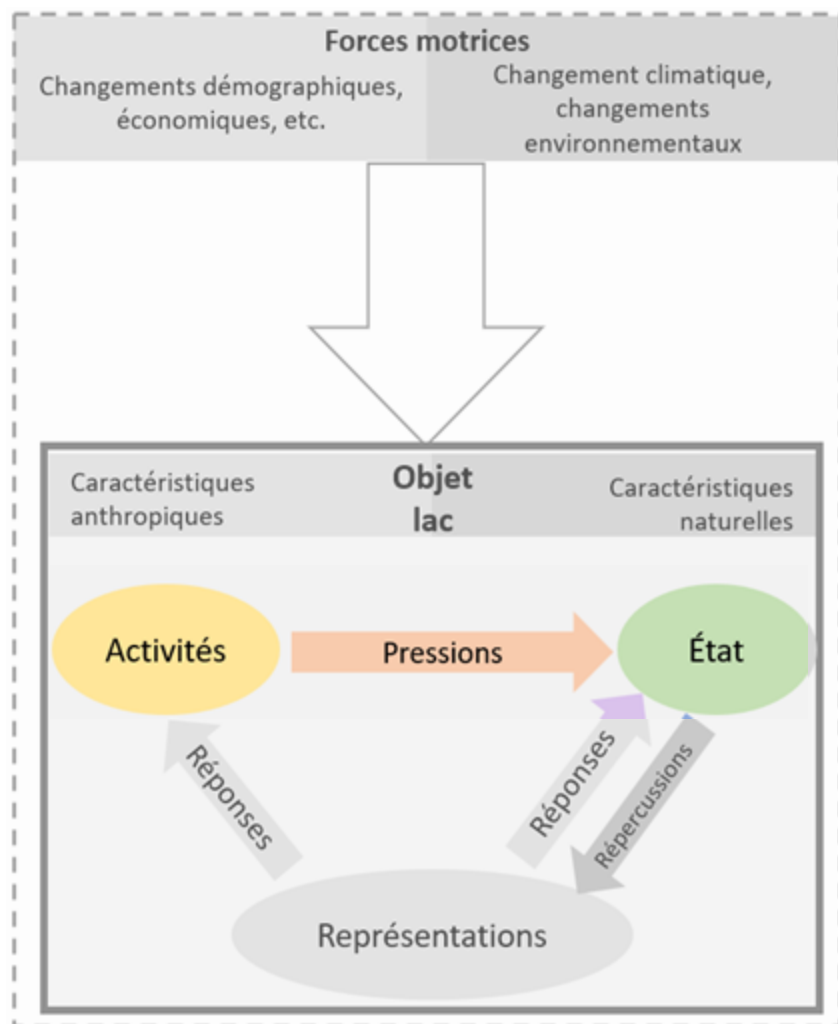 Forces motrices
Changements démographiques,
économiques, etc.
Changement climatique,
changements
environnementaux
Caractéristiques
anthropiques
Objet
lac
Caractéristiques
naturelles
Activités
Pressions
État
Réponses
Réponses
Répercussions
Représentations